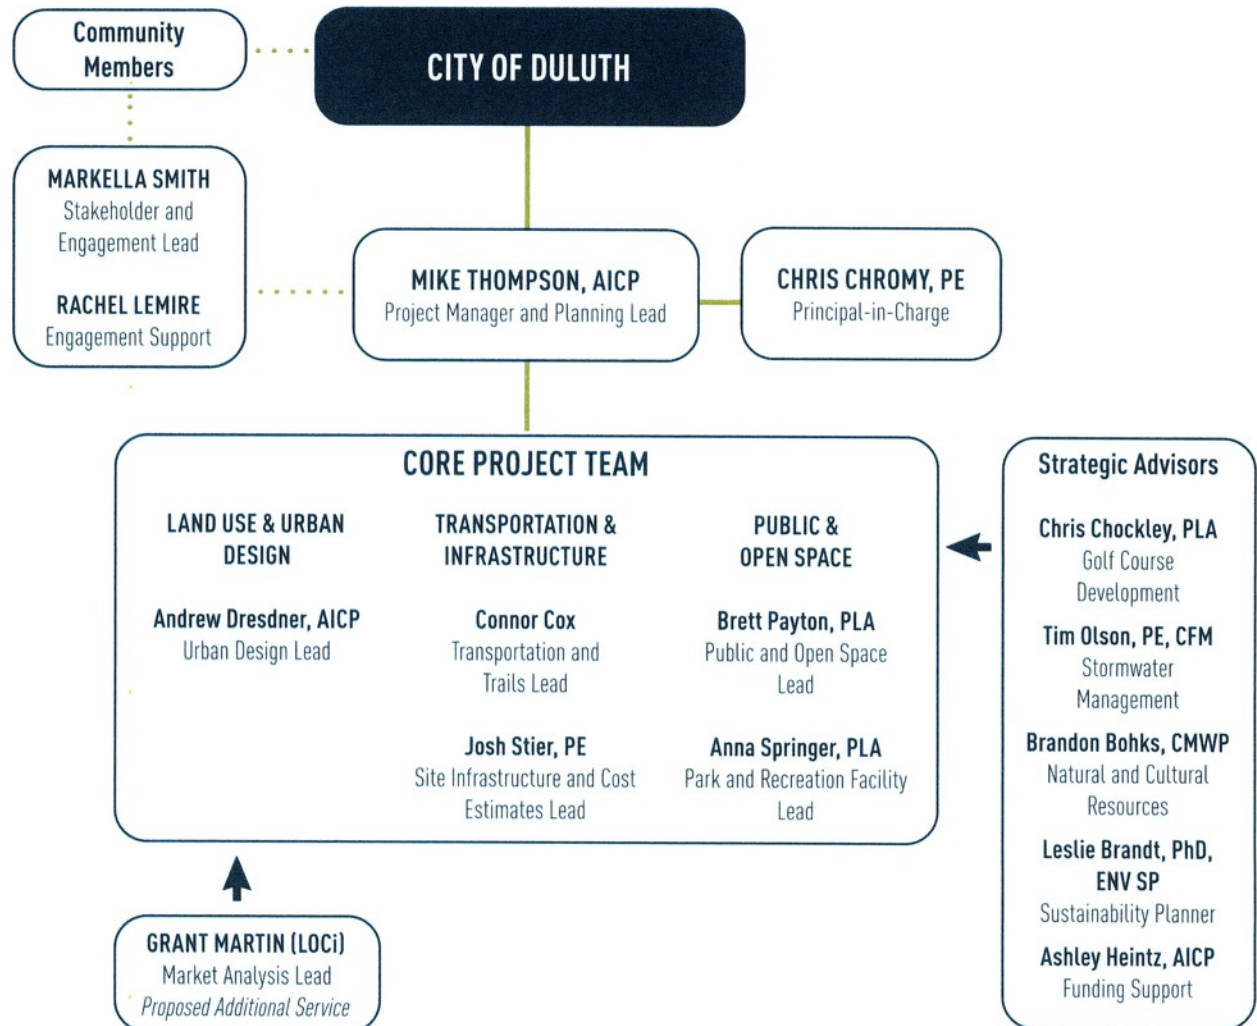 Community
Members
CITY OF DULUTH
MARKELLA SMITH
Stakeholder and
Engagement Lead
RACHEL LEMIRE
Engagement Support
MIKE THOMPSON, AICP
Project Manager and Planning Lead
CHRIS CHROMY, PE
Principal-in-Charge
CORE PROJECT TEAM
LAND USE & URBAN
DESIGN
Andrew Dresdner, AICP
Urban Design Lead
TRANSPORTATION &
INFRASTRUCTURE
Connor Cox
Transportation and
Trails Lead
Josh Stier, PE
Site Infrastructure and Cost
Estimates Lead
PUBLIC &
OPEN SPACE
Brett Payton, PLA
Public and Open Space
Lead
Anna Springer, PLA
Park and Recreation Facility
Lead
Strategic Advisors
Chris Chockley, PLA
Golf Course
Development
Tim Olson, PE, CFM
Stormwater
Management
Brandon Bohks, CMWP
Natural and Cultural
Resources
Leslie Brandt, PhD,
ENV SP
Sustainability Planner
Ashley Heintz, AICP
Funding Support
GRANT MARTIN (LOCi)
Market Analysis Lead
Proposed Additional Service